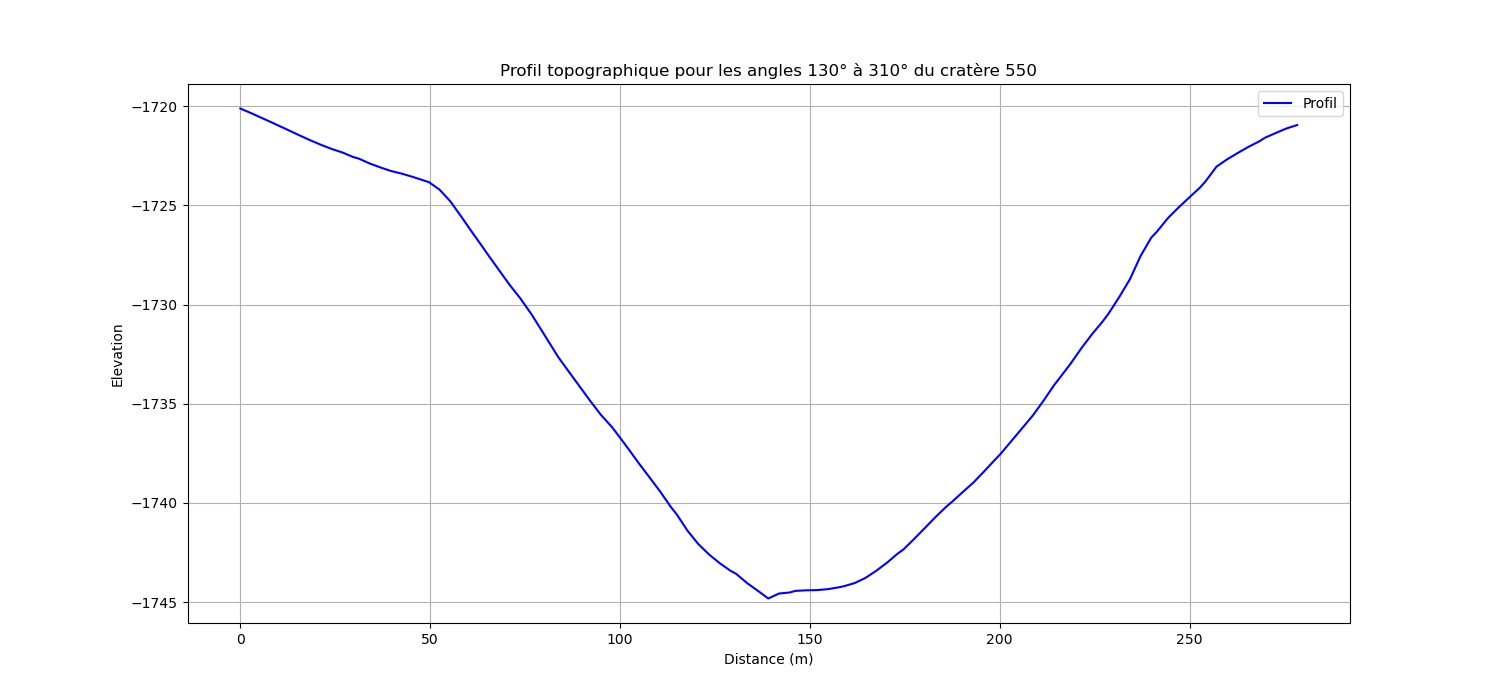 Profil topographique pour les angles 130° à 310° du cratère 550
Profil
−1720
−1725
−1730
−1735
−1740
−1745
Elevation
0 50 100 150 200 250
Distance (m)